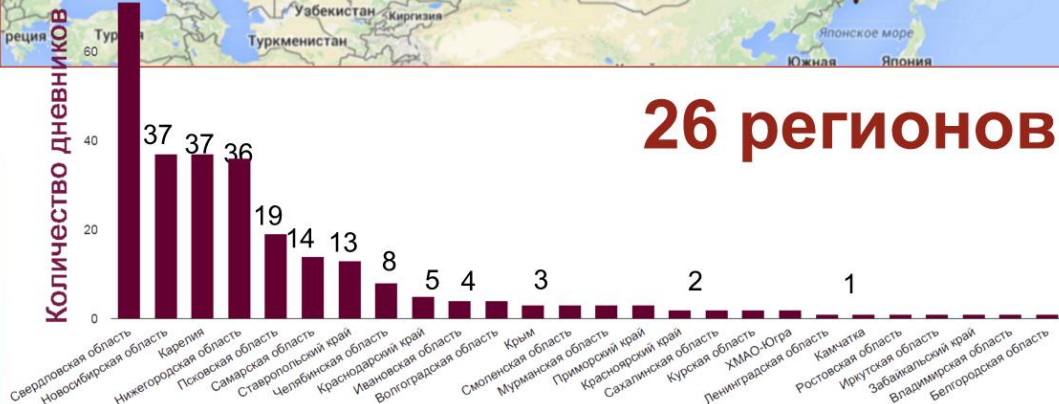 Узбекистан
Киргизия
Туркменистан
Японское море
Южная
Япония
Количество дневников
26 регионов
60
40
20
0
37
37
36
19
14
13
8
5
4
3
2
1
Свердловская область
Новосибирская область
Карелия
Нижегородская область
Псковская область
Самарская область
Ставропольский край
Челябинская область
Краснодарский край
Ивановская область
Волгоградская область
Крым
Смоленская область
Мурманская область
Приморский край
Красноярский край
Сахалинская область
Курская область
ХМАО-Югра
Ленинградская область
Камчатка
Ростовская область
Иркутская область
Забайкальский край
Владимирская область
Белгородская область